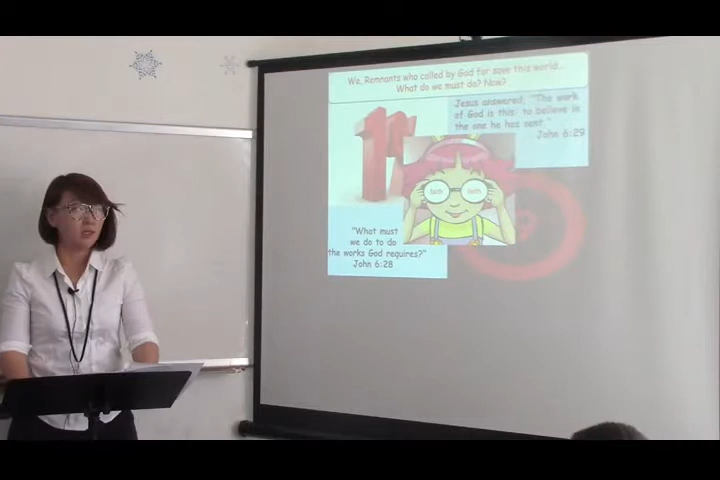 We, Remnants who called by God for save this world...
What do we must do? Now?
Jesus answered, "The work
of God is this: to believe in
the one he has sent."
John 6:29
faith faith
"What must
we do to do
the works God requires?"
John 6:28